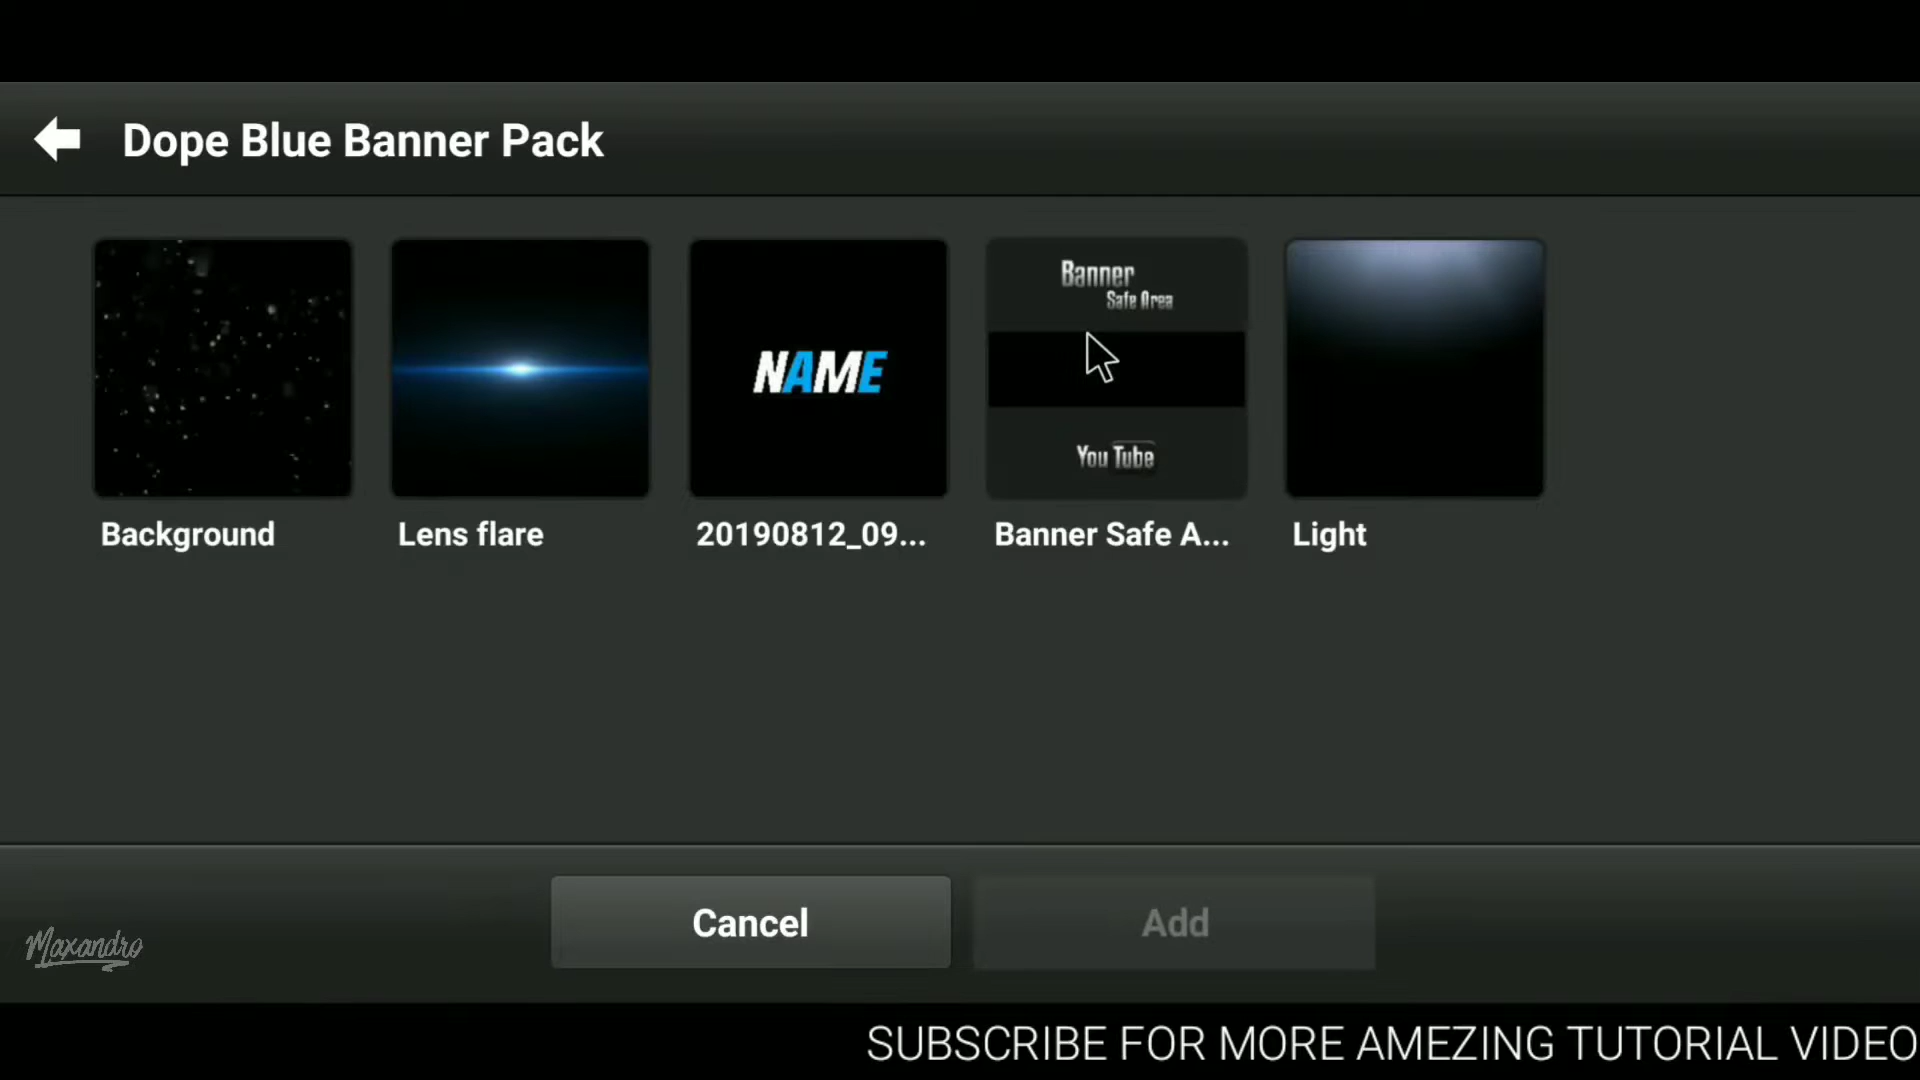 Dope Blue Banner Pack
NAME
Banner
Safe Area
You Tube
Background
Lens flare
20190812_09...
Banner Safe A...
Light
Cancel
Add
Maxandro
SUBSCRIBE FOR MORE AMEZING TUTORIAL VIDEO